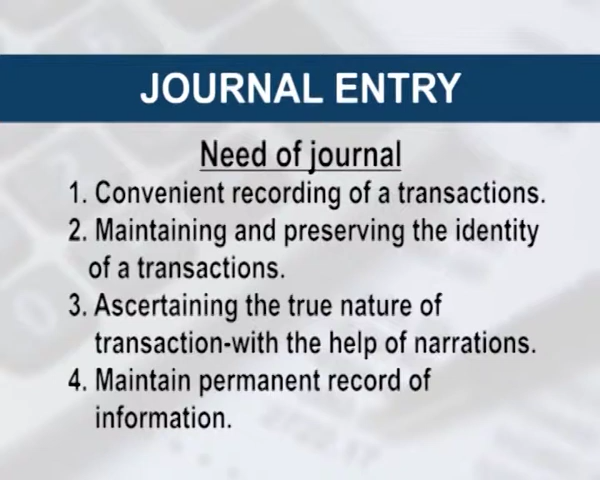 JOURNAL ENTRY
Need of journal
1. Convenient recording of a transactions.
2. Maintaining and preserving the identity
of a transactions.
3. Ascertaining the true nature of
transaction-with the help of narrations.
4. Maintain permanent record of
information.